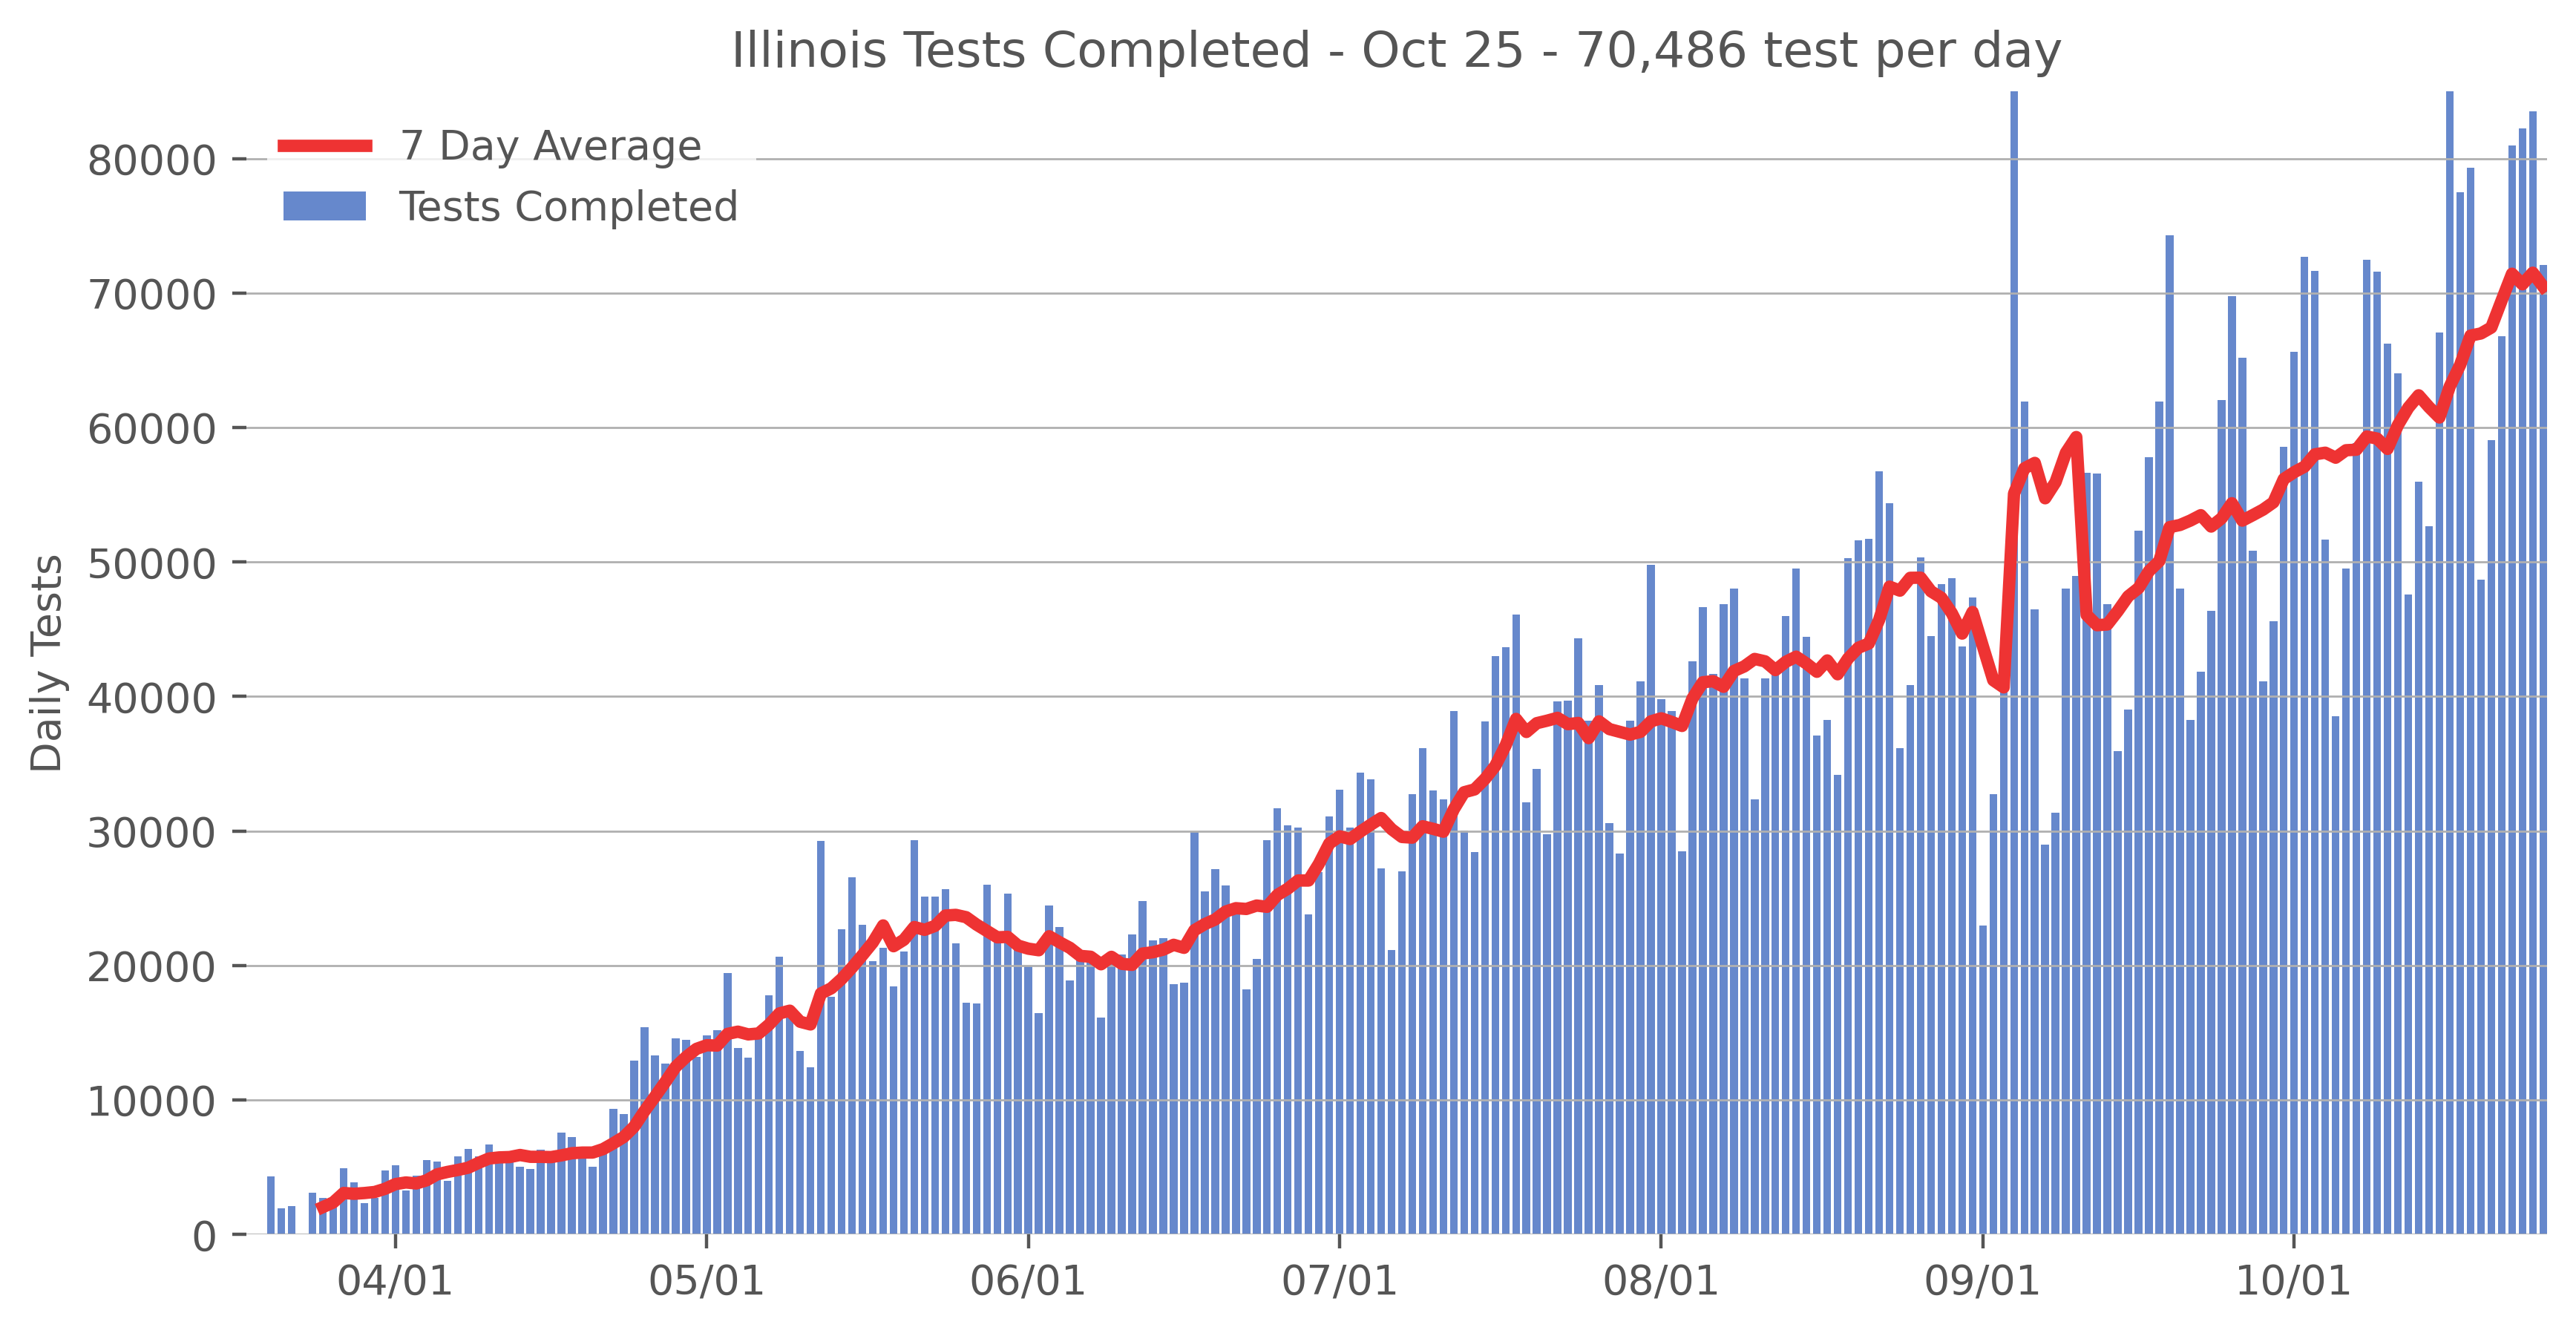 Illinois Tests Completed - Oct 25 - 70,486 test per day
7 Day Average
Tests Completed
Daily Tests
80000
70000
60000
50000
40000
30000
20000
10000
0
04/01 05/01 06/01 07/01 08/01 09/01 10/01